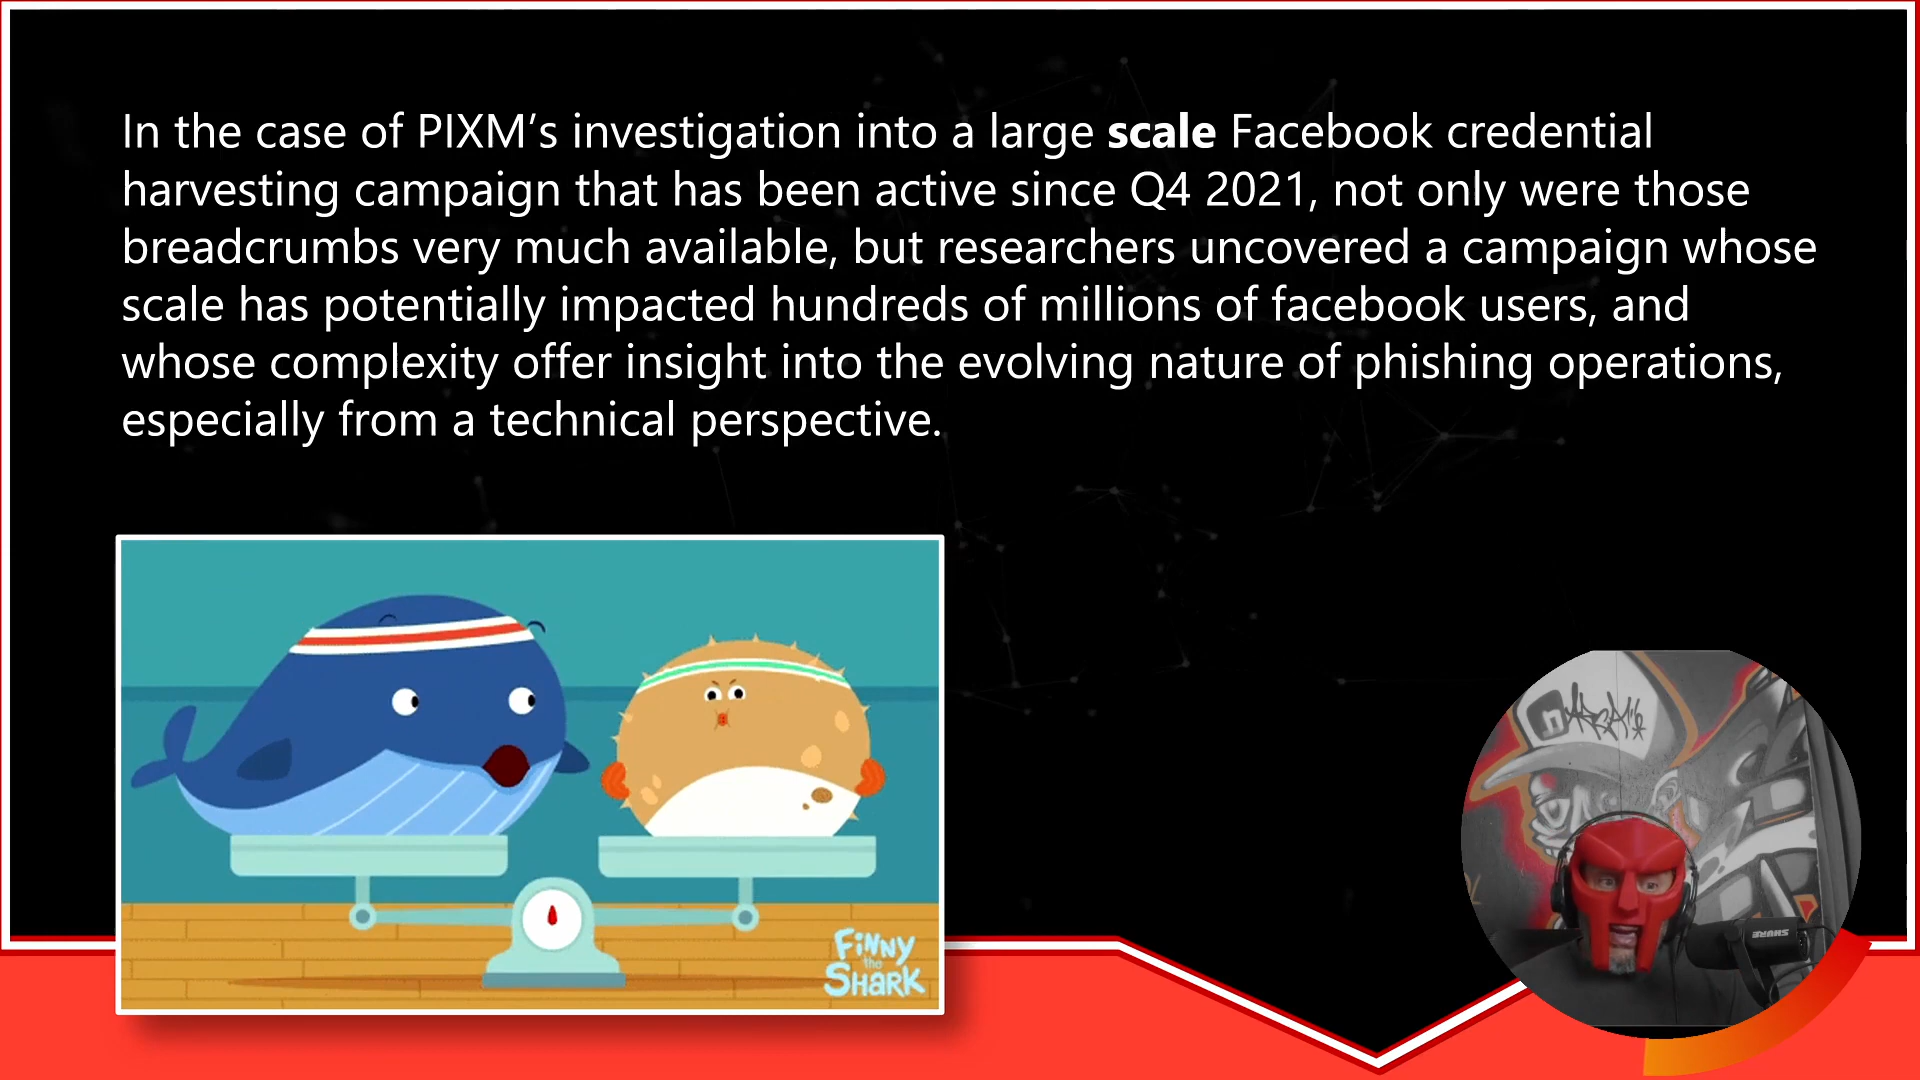 In the case of PIXM’s investigation into a large scale Facebook credential
harvesting campaign that has been active since Q4 2021, not only were those
breadcrumbs very much available, but researchers uncovered a campaign whose
scale has potentially impacted hundreds of millions of facebook users, and
whose complexity offer insight into the evolving nature of phishing operations,
especially from a technical perspective.
FiNNY
the
SHaRK
SHURE